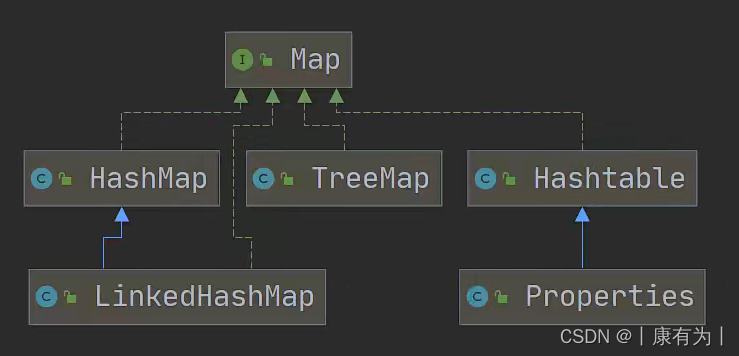 I Map
C HashMap
C TreeMap
C Hashtable
C LinkedHashMap
C Properties
CSDN @丨康有为丨